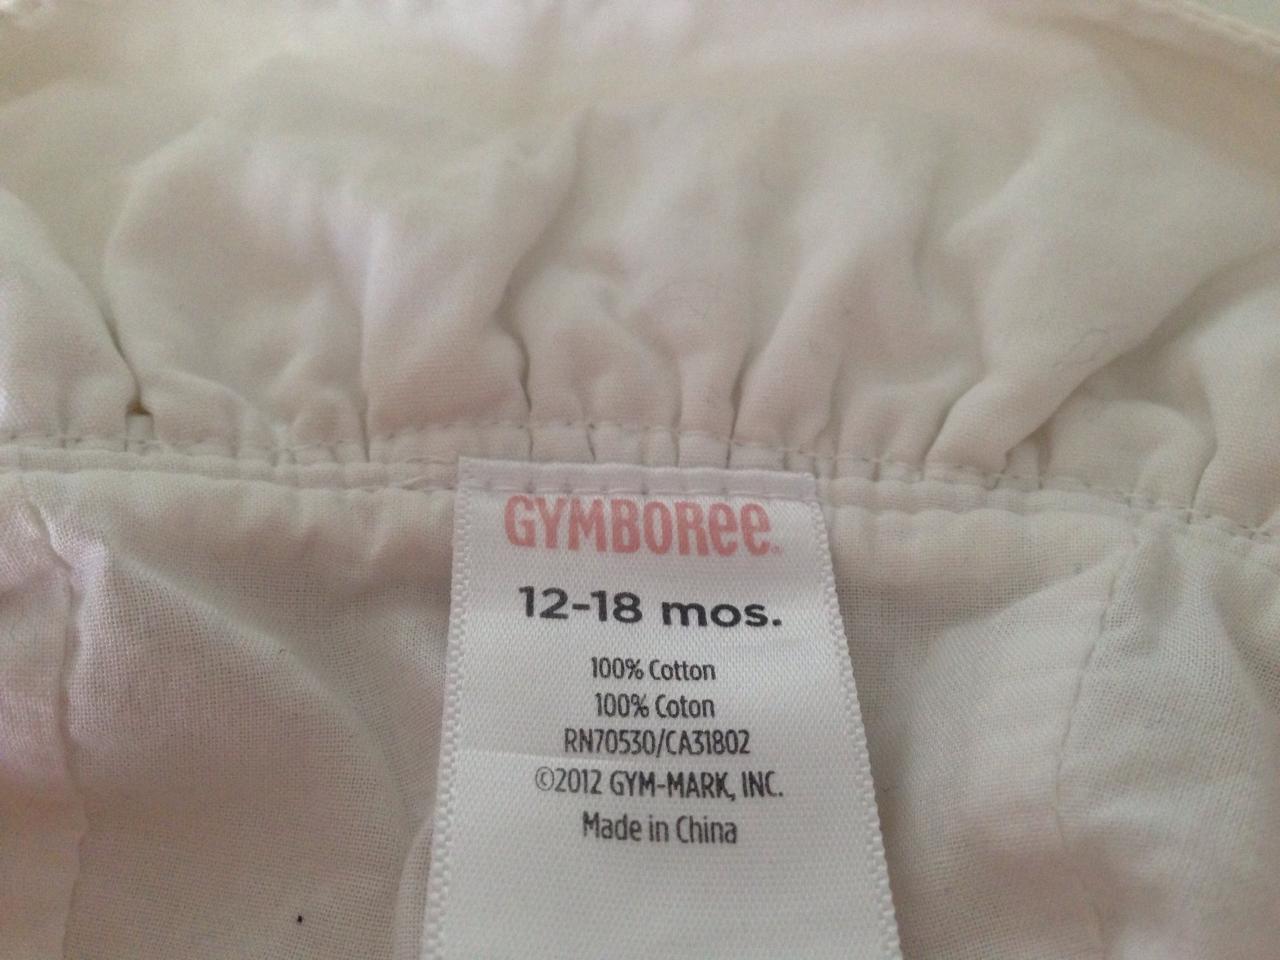 GYMBOREE
12-18 mos.
100% Cotton
100% Coton
RN70530/CA31802
©2012 GYM-MARK, INC.
Made in China